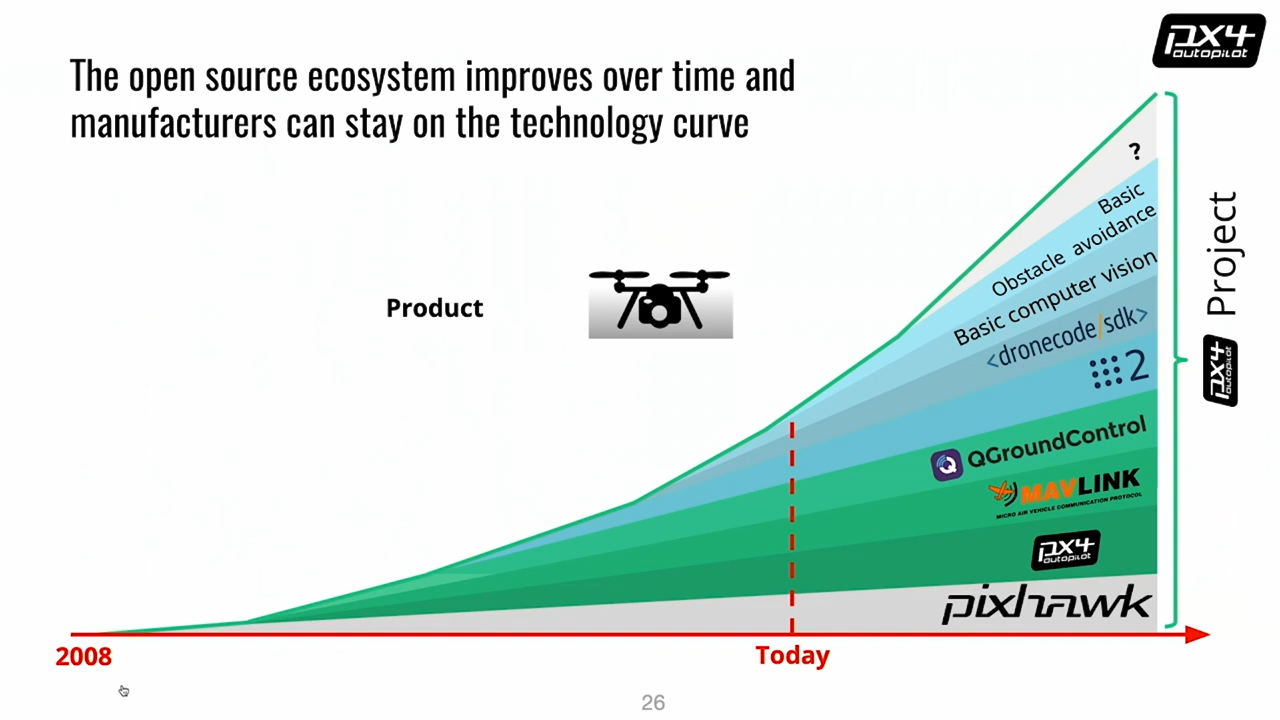 px4
autopilot
The open source ecosystem improves over time and
manufacturers can stay on the technology curve
?
Basic
Obstacle avoidance
Basic computer vision
<dronecode/sdk>
2
QGroundControl
MAVLINK
MICRO AIR VEHICLE COMMUNICATION PROTOCOL
px4
autopilot
pixhawk
Product
px4
autopilot
Project
2008
Today
26